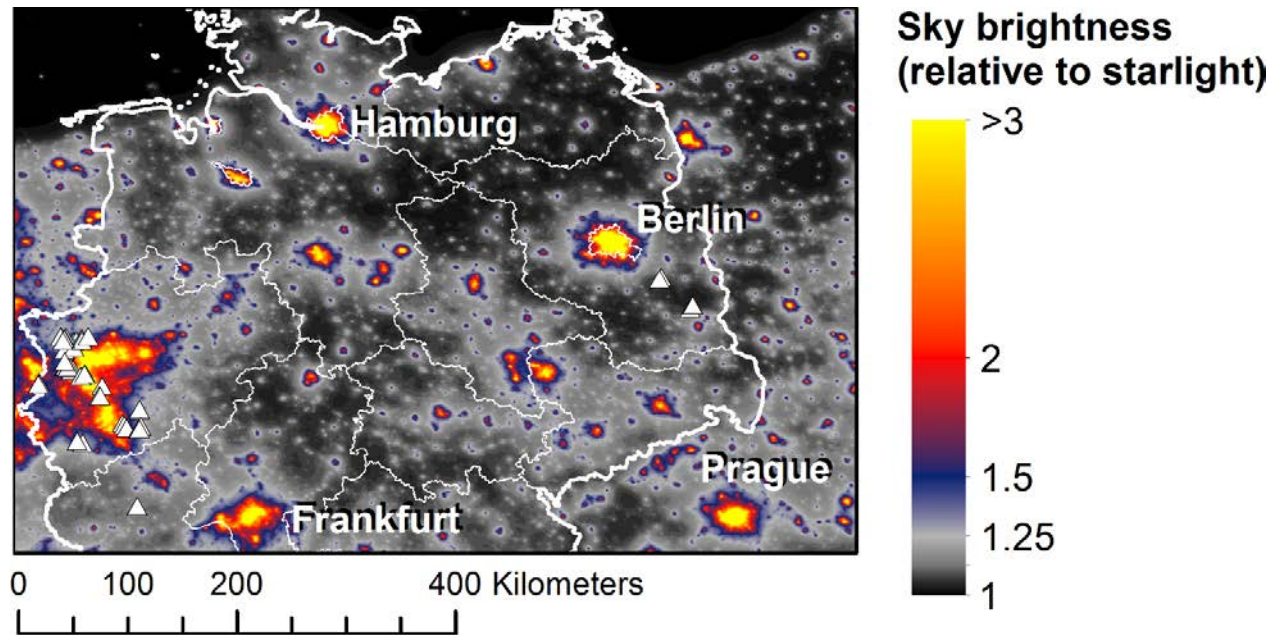 Sky brightness
(relative to starlight)
>3
2
1.5
1.25
1
Hamburg
Berlin
Prague
Frankfurt
0 100 200 400 Kilometers